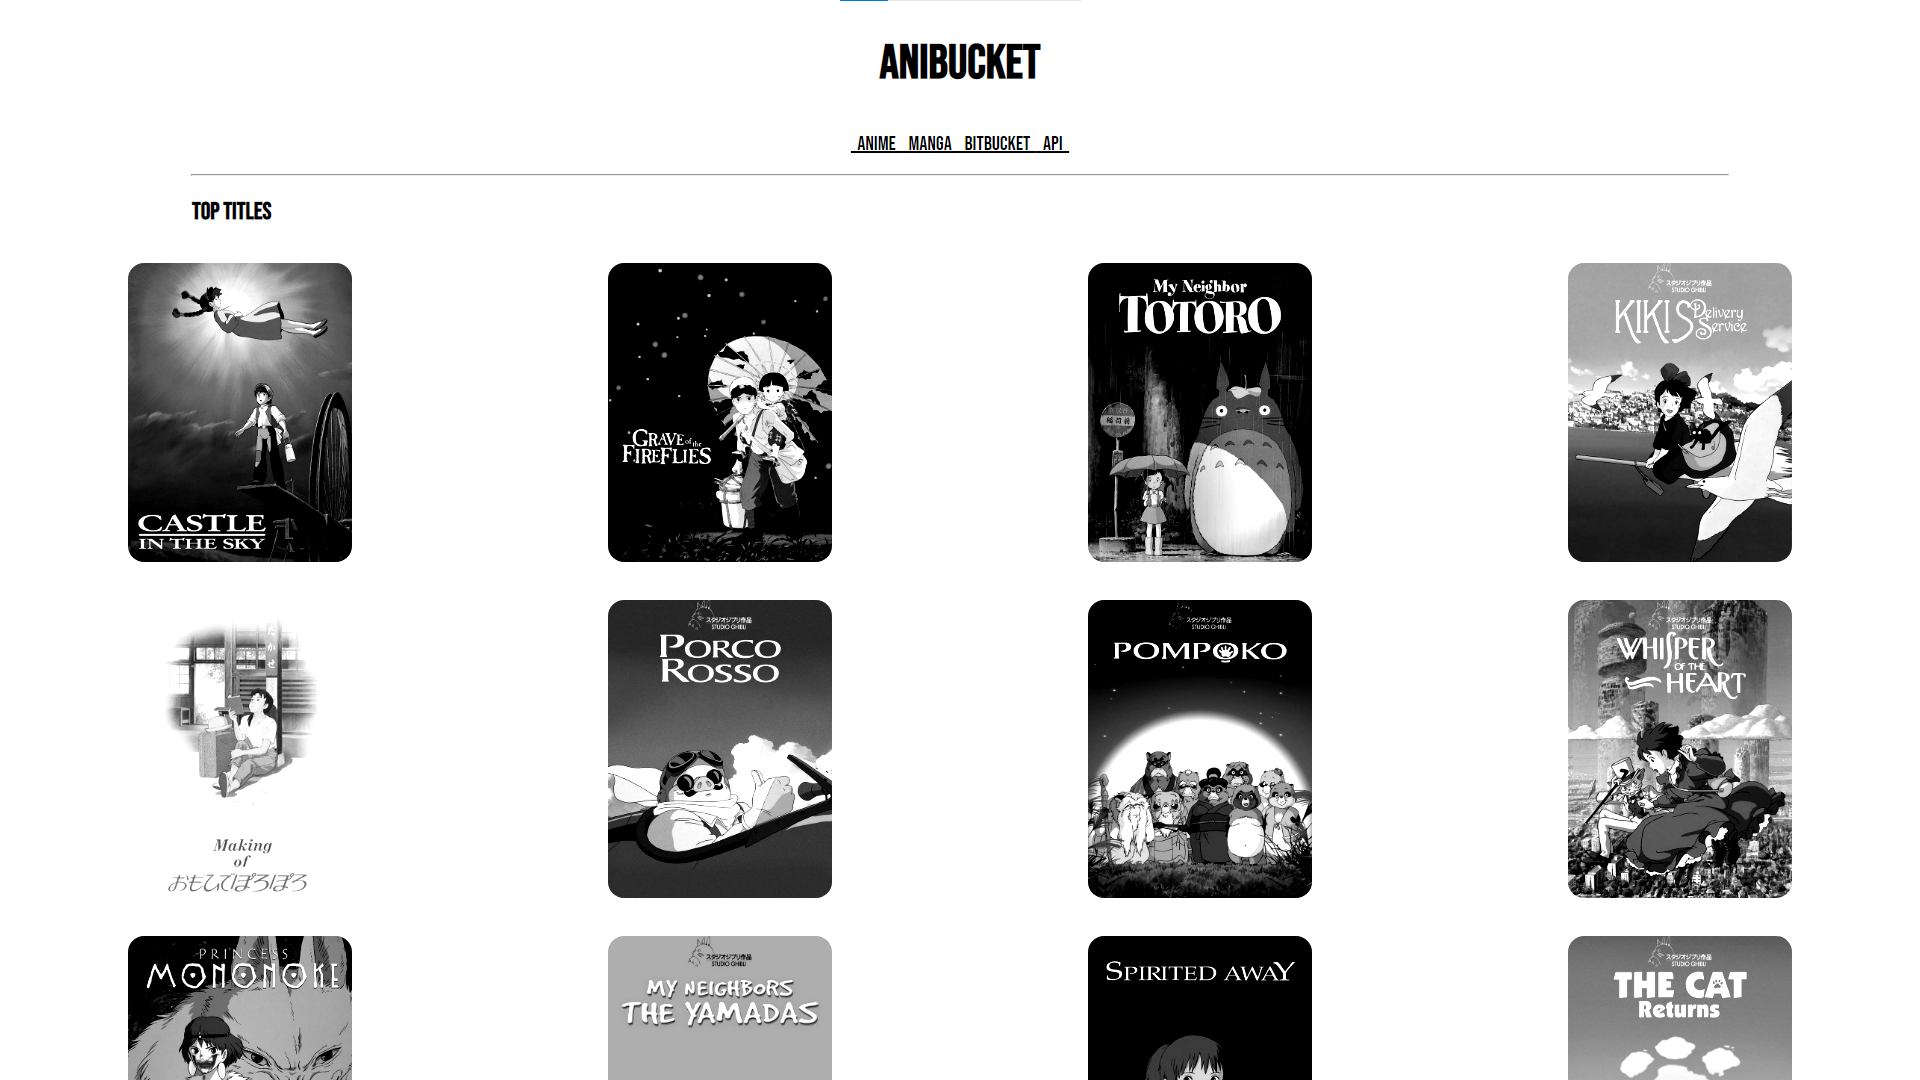 ANIBUCKET
ANIME MANGA BITBUCKET API
TOP TITLES
CASTLE
IN THE SKY
GRAVE of the
FIREFLIES
My Neighbor
TOTORO
スタジオジブリ作品
STUDIO GHIBLI
KIKI'S Delivery
Service
Making
of
おもひでぽろぽろ
スタジオジブリ作品
STUDIO GHIBLI
PORCO
ROSSO
スタジオジブリ作品
STUDIO GHIBLI
POMPOKO
スタジオジブリ作品
STUDIO GHIBLI
WHISPER
OF THE
HEART
PRINCESS
MONONOKE
スタジオジブリ作品
STUDIO GHIBLI
MY NEIGHBORS
THE YAMADAS
SPIRITED AWAY
スタジオジブリ作品
STUDIO GHIBLI
THE CAT
Returns